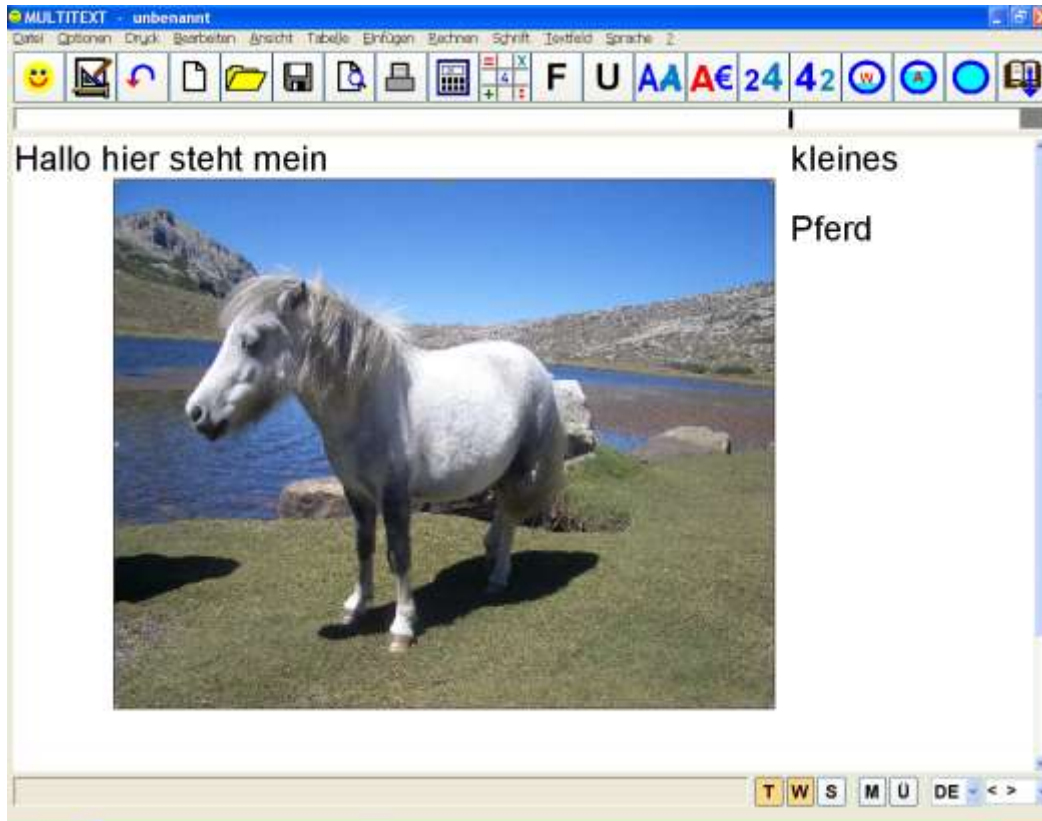 MULTITEXT - unbenannt
Datei Optionen Druck Bearbeiten Ansicht Tabelle Einfügen Rechnen Schrift Textfeld Sprache ?
= X 4 + :
F U AA A€ 24 42 W A
Hallo hier steht mein kleines
Pferd
T W S M Ü DE < >